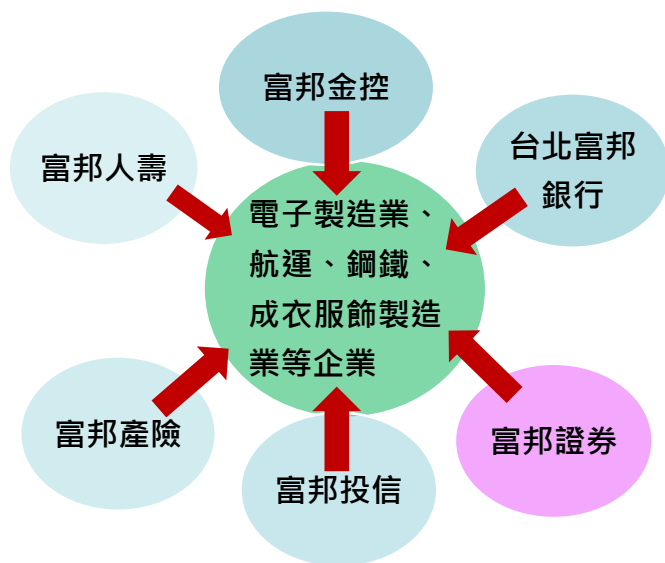 富邦金控
富邦人壽
台北富邦
銀行
電子製造業、
航運、鋼鐵、
成衣服飾製造
業等企業
富邦產險
富邦證券
富邦投信